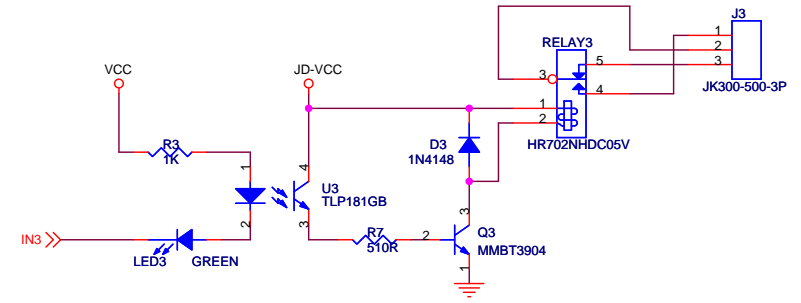 J3
1
2
3
JK300-500-3P
RELAY3
3
5
4
1
2
HR702NHDC05V
VCC
JD-VCC
R3
1K
D3
1N4148
1
2
4
3
U3
TLP181GB
IN3
LED3
GREEN
R7
510R
2
3
1
Q3
MMBT3904